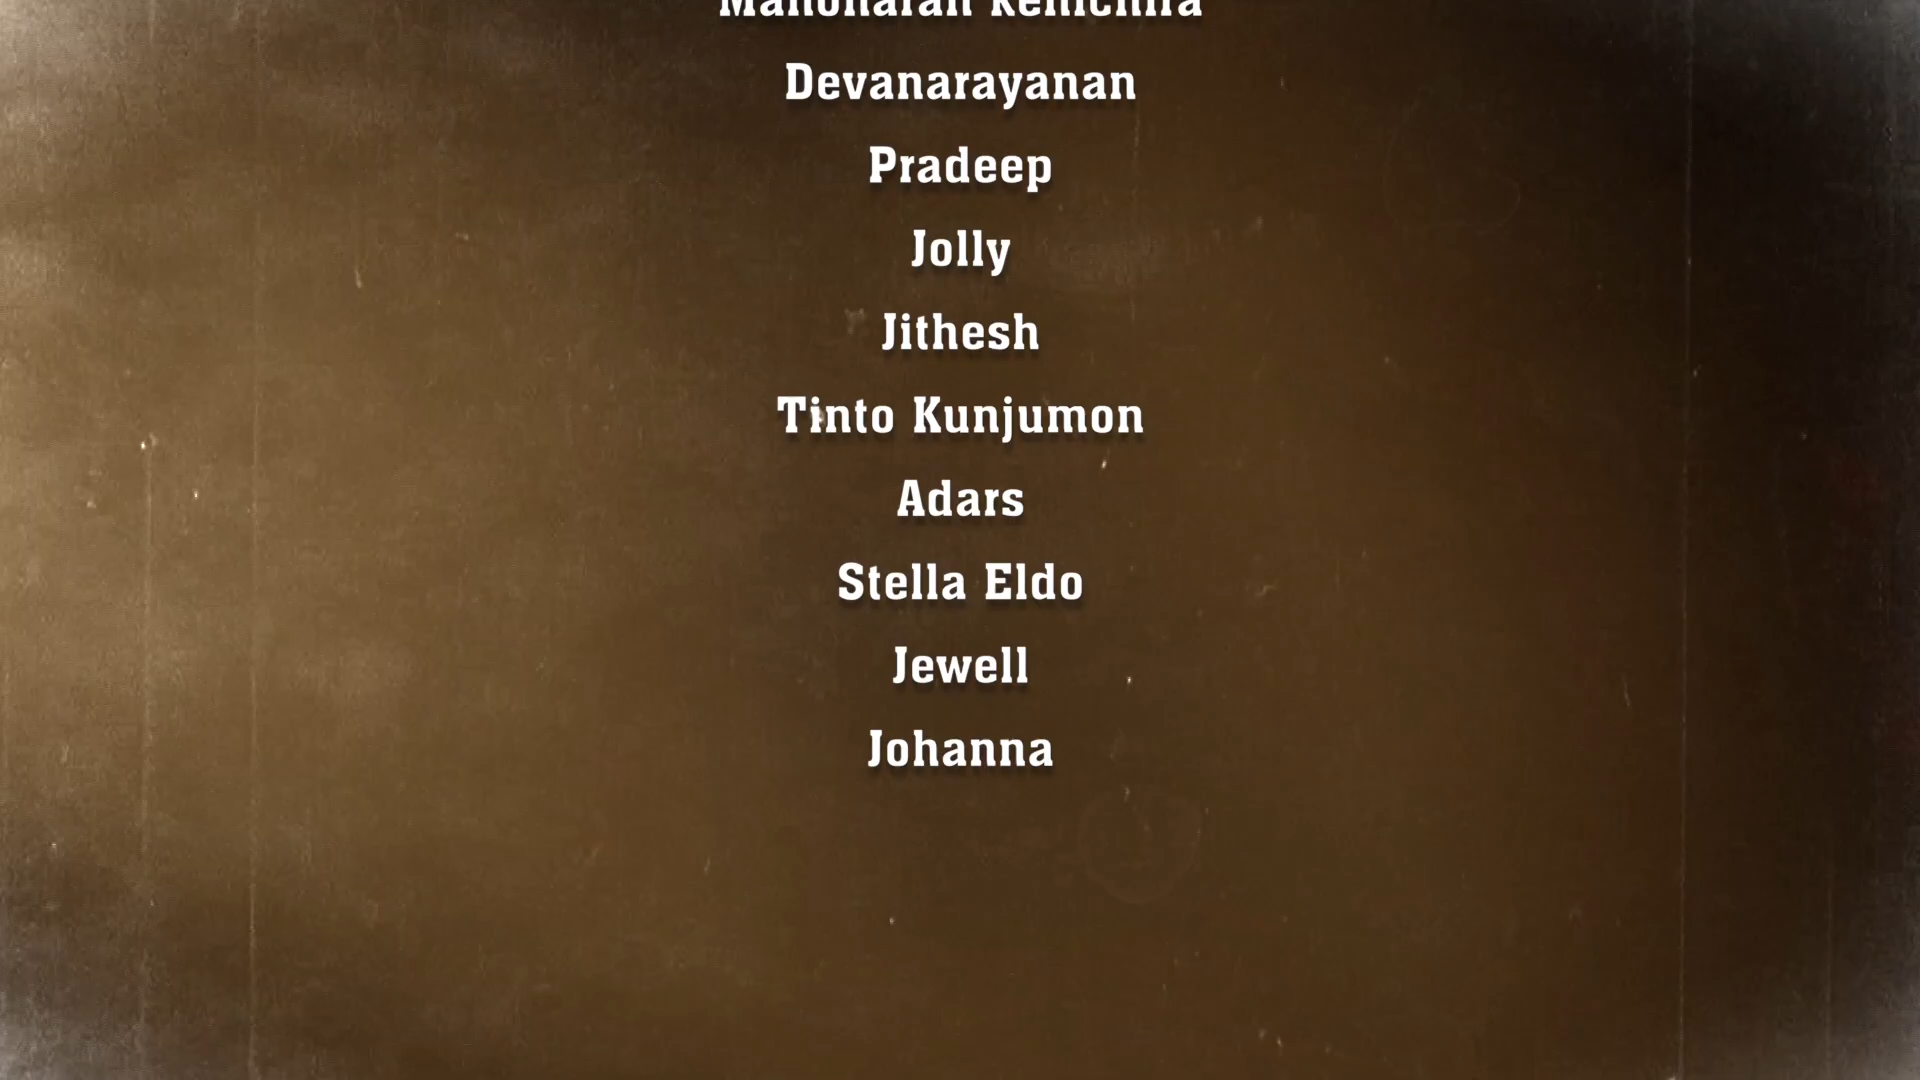 Devanarayanan
Pradeep
Jolly
Jithesh
Tinto Kunjumon
Adars
Stella Eldo
Jewell
Johanna